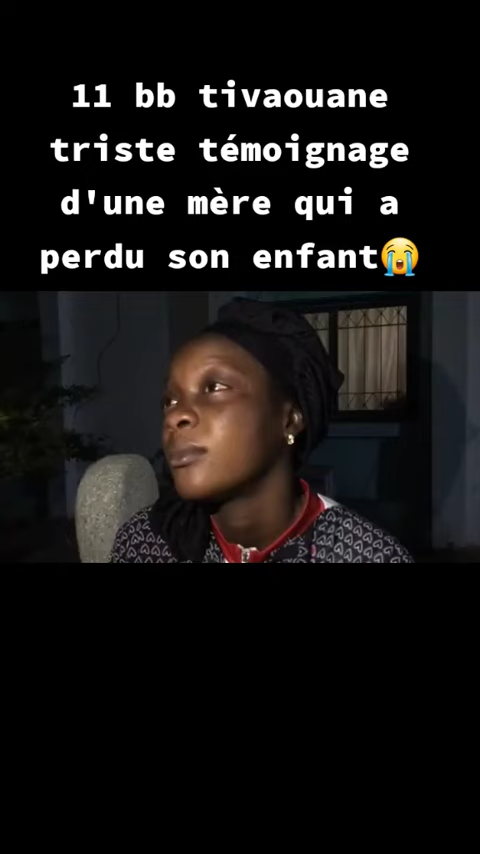 11 bb tivaouane
triste témoignage
d'une mère qui a
perdu son enfant😭